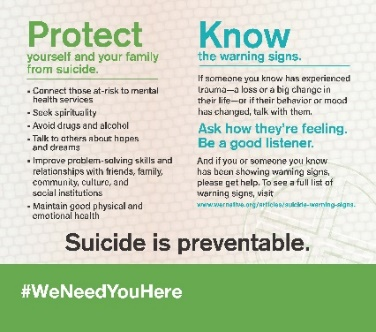 Protect
yourself and your family
from suicide.
• Connect those at-risk to mental
health services
• Seek spirituality
• Avoid drugs and alcohol
• Talk to others about hopes
and dreams
• Improve problem-solving skills and
relationships with friends, family,
community, culture, and
social institutions
• Maintain good physical and
emotional health
Know
the warning signs.
If someone you know has experienced
trauma—a loss or a big change in
their life—or if their behavior or mood
has changed, talk with them.
Ask how they're feeling.
Be a good listener.
And if you or someone you know
has been showing warning signs,
please get help. To see a full list of
warning signs, visit
www.wernative.org/articles/suicide-warning-signs.
Suicide is preventable.
#WeNeedYouHere